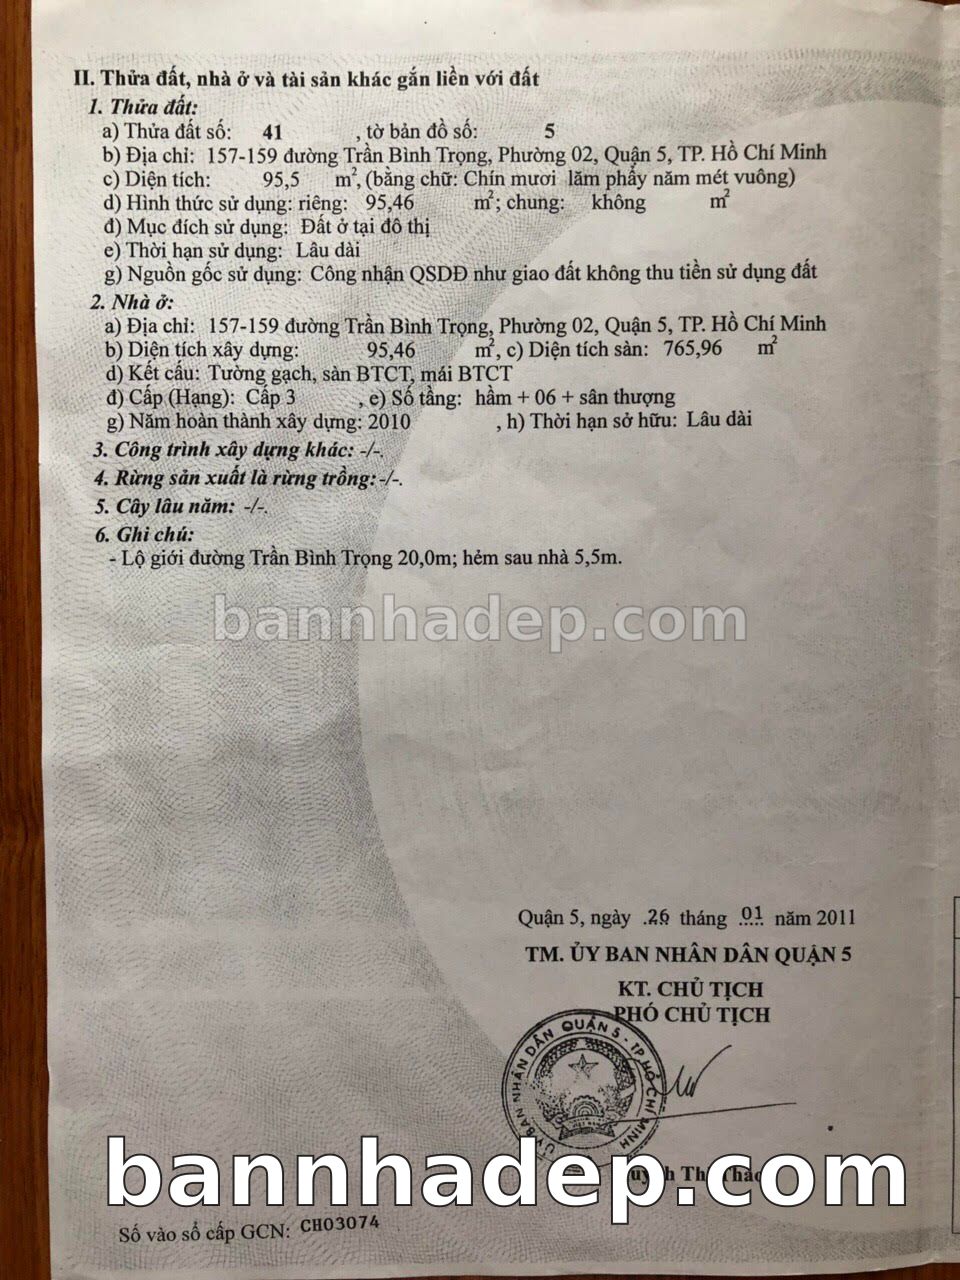 II. Thửa đất, nhà ở và tài sản khác gắn liền với đất
1. Thửa đất:
a) Thửa đất số: 41 , tờ bản đồ số: 5
b) Địa chỉ: 157-159 đường Trần Bình Trọng, Phường 02, Quận 5, TP. Hồ Chí Minh
c) Diện tích: 95,5 m², (bằng chữ: Chín mươi lăm phẩy năm mét vuông)
d) Hình thức sử dụng: riêng: 95,46 m²; chung: không m²
đ) Mục đích sử dụng: Đất ở tại đô thị
e) Thời hạn sử dụng: Lâu dài
g) Nguồn gốc sử dụng: Công nhận QSDĐ như giao đất không thu tiền sử dụng đất
2. Nhà ở:
a) Địa chỉ: 157-159 đường Trần Bình Trọng, Phường 02, Quận 5, TP. Hồ Chí Minh
b) Diện tích xây dựng: 95,46 m², c) Diện tích sàn: 765,96 m²
d) Kết cấu: Tường gạch, sàn BTCT, mái BTCT
đ) Cấp (Hạng): Cấp 3 , e) Số tầng: hầm + 06 + sân thượng
g) Năm hoàn thành xây dựng: 2010 , h) Thời hạn sở hữu: Lâu dài
3. Công trình xây dựng khác: -/-.
4. Rừng sản xuất là rừng trồng: -/-.
5. Cây lâu năm: -/-.
6. Ghi chú:
- Lộ giới đường Trần Bình Trọng 20,0m; hẻm sau nhà 5,5m.
bannhadep.com
Quận 5, ngày 26 tháng 01 năm 2011
TM. ỦY BAN NHÂN DÂN QUẬN 5
KT. CHỦ TỊCH
PHÓ CHỦ TỊCH
ỦY BAN NHÂN DÂN QUẬN 5 - TP HỒ CHÍ MINH
bannhadep.com
Số vào sổ cấp GCN: CH03074